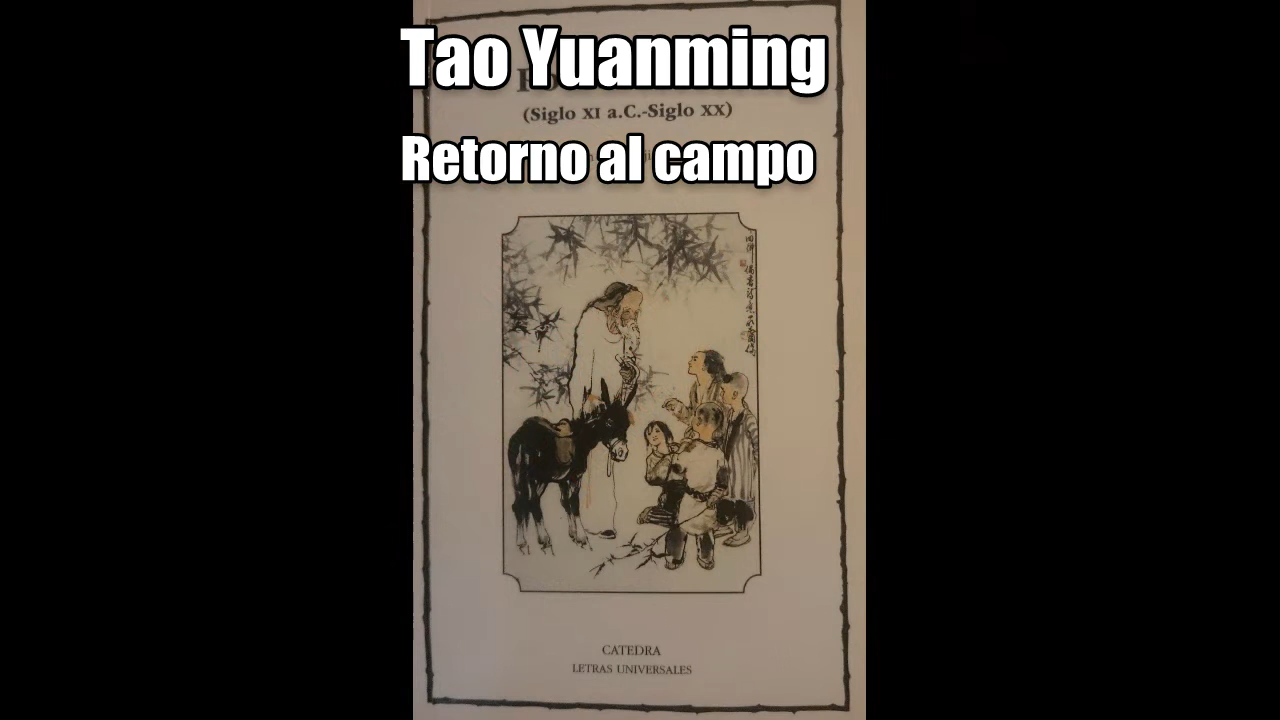 Tao Yuanming
(Siglo XI a.C.-Siglo XX)
Retorno al campo
CATEDRA
LETRAS UNIVERSALES